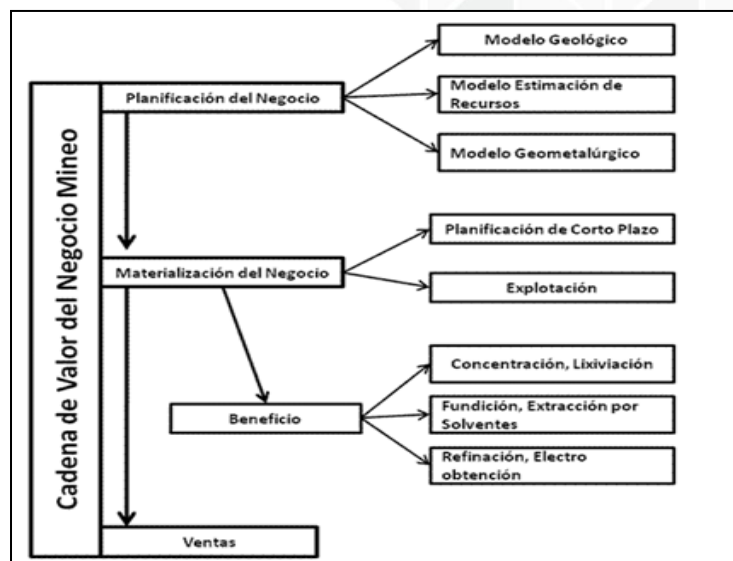 Cadena de Valor del Negocio Mineo
Planificación del Negocio
Modelo Geológico
Modelo Estimación de
Recursos
Modelo Geometalúrgico
Materialización del Negocio
Planificación de Corto Plazo
Explotación
Beneficio
Concentración, Lixiviación
Fundición, Extracción por
Solventes
Refinación, Electro
obtención
Ventas